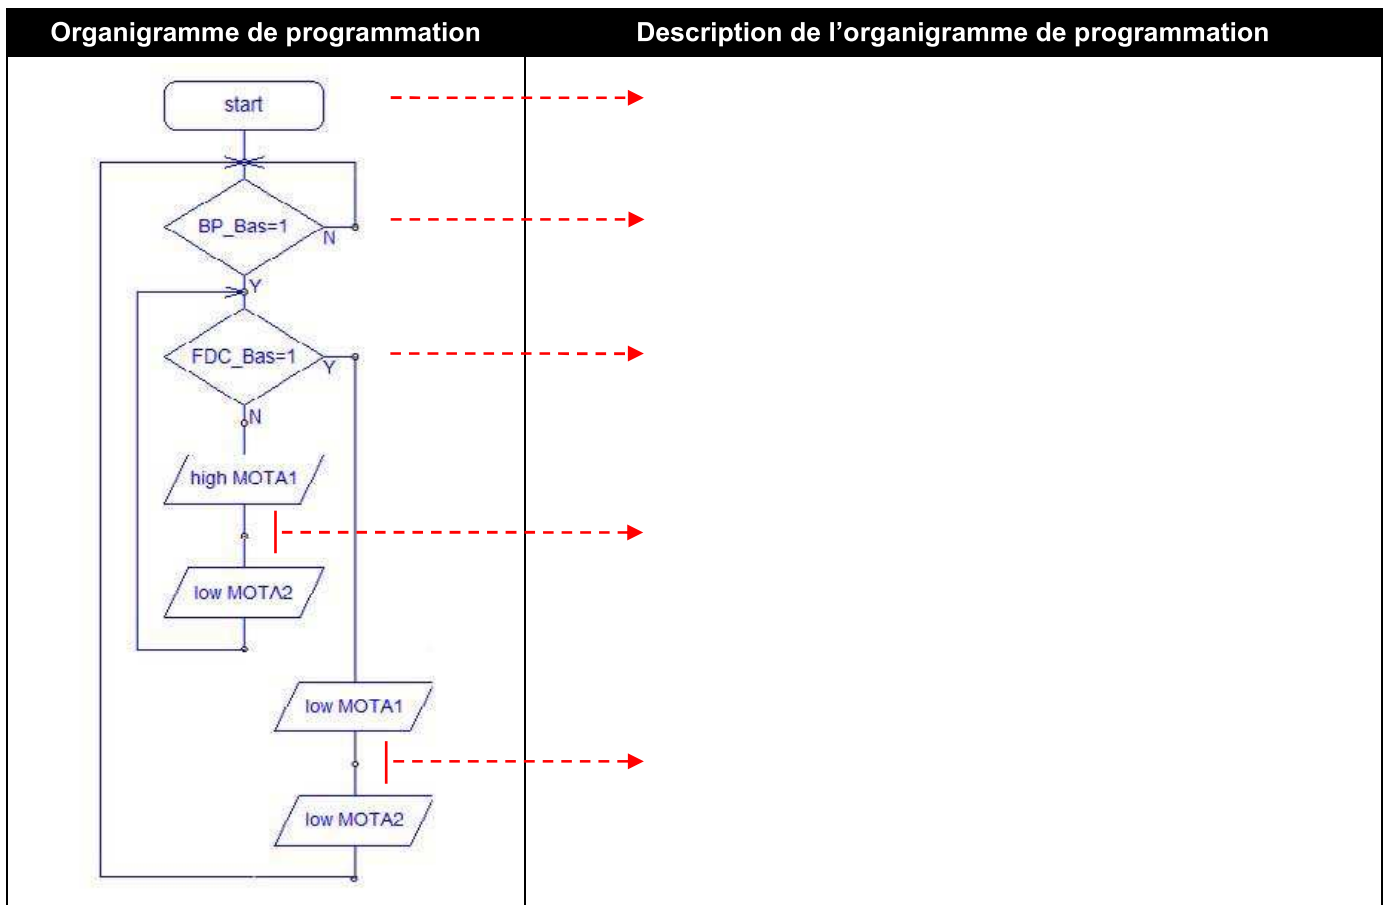 Organigramme de programmation
Description de l’organigramme de programmation
start
BP_Bas=1
N
Y
FDC_Bas=1
Y
N
high MOTA1
low MOTA2
low MOTA1
low MOTA2